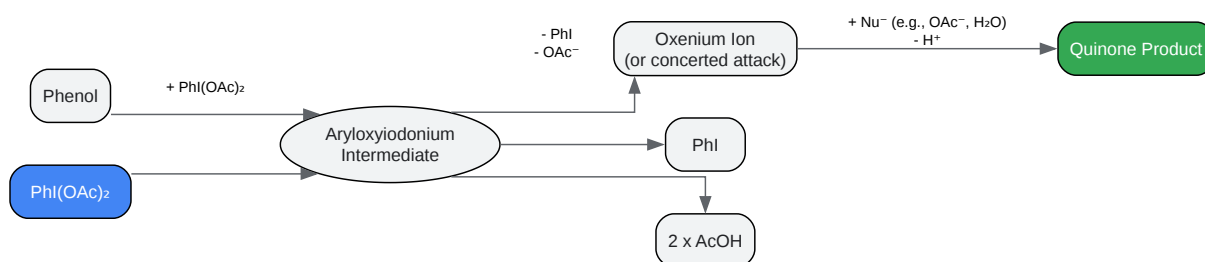 Phenol
+ PhI(OAc)₂
PhI(OAc)₂
Aryloxyiodonium
Intermediate
- PhI
- OAc⁻
Oxenium Ion
(or concerted attack)
PhI
2 x AcOH
+ Nu⁻ (e.g., OAc⁻, H₂O)
- H⁺
Quinone Product